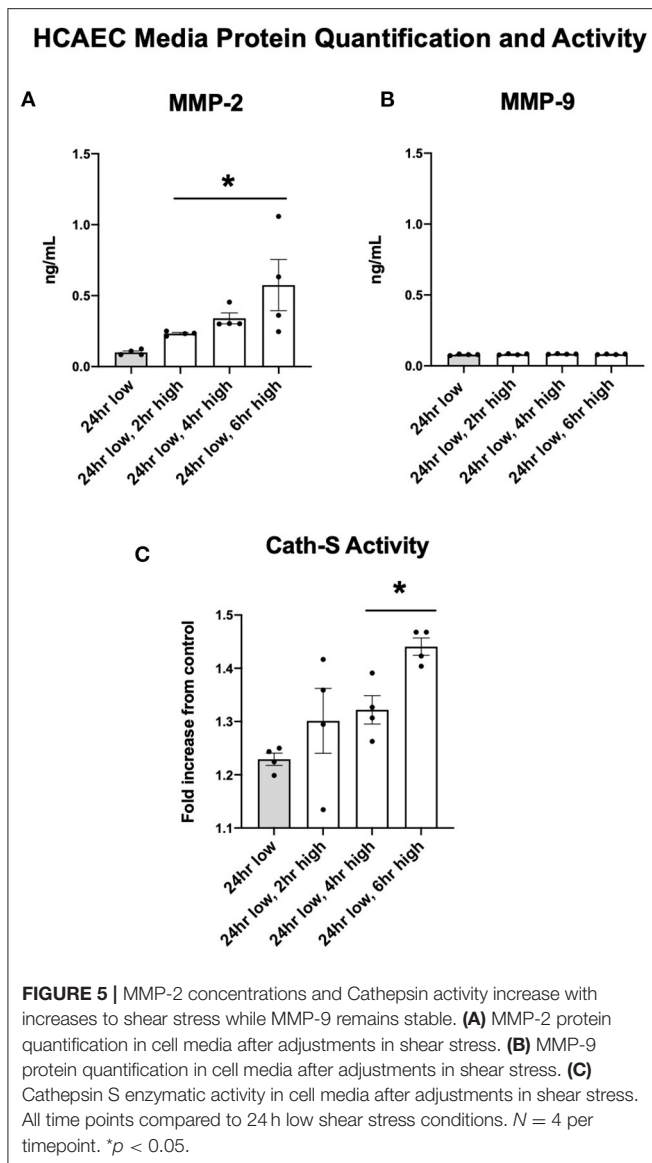 HCAEC Media Protein Quantification and Activity
A
MMP-2
1.5
1.0
0.5
0.0
ng/mL
*
24hr low
24hr low, 2hr high
24hr low, 4hr high
24hr low, 6hr high
B
MMP-9
1.5
1.0
0.5
0.0
ng/mL
24hr low
24hr low, 2hr high
24hr low, 4hr high
24hr low, 6hr high
C
Cath-S Activity
1.5
1.4
1.3
1.2
1.1
Fold increase from control
*
24hr low
24hr low, 2hr high
24hr low, 4hr high
24hr low, 6hr high
FIGURE 5 | MMP-2 concentrations and Cathepsin activity increase with
increases to shear stress while MMP-9 remains stable. (A) MMP-2 protein
quantification in cell media after adjustments in shear stress. (B) MMP-9
protein quantification in cell media after adjustments in shear stress. (C)
Cathepsin S enzymatic activity in cell media after adjustments in shear stress.
All time points compared to 24 h low shear stress conditions. N = 4 per
timepoint. *p < 0.05.